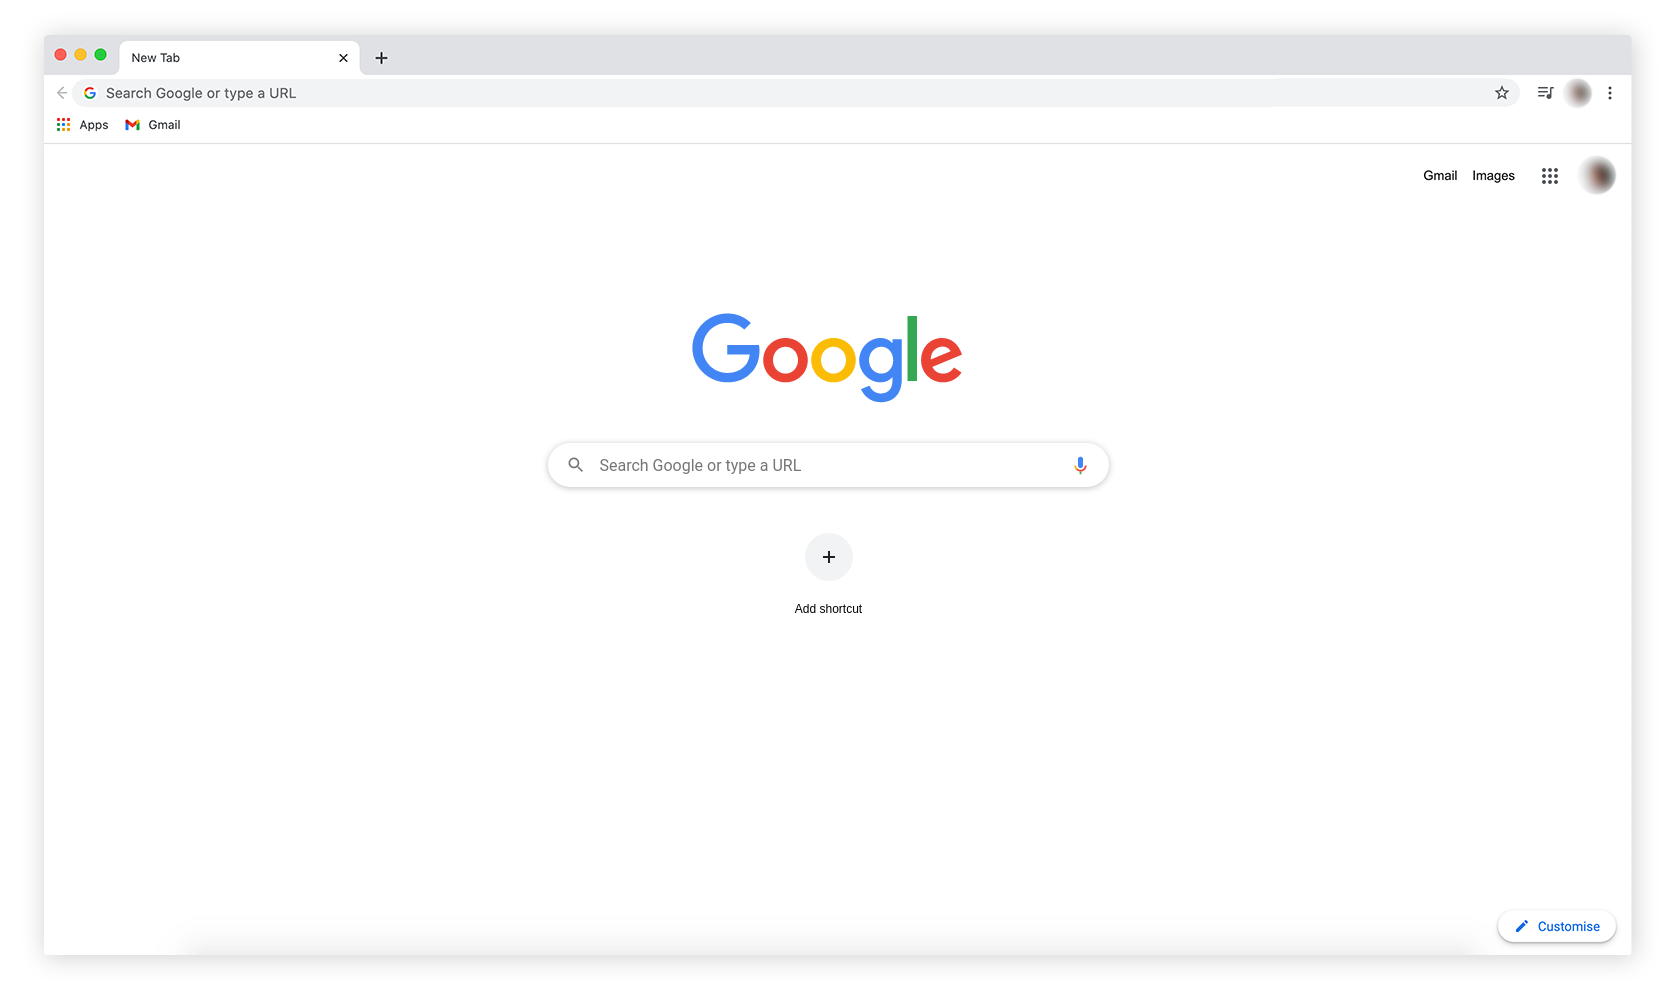 New Tab
Search Google or type a URL
Apps Gmail
Gmail Images
Google
Search Google or type a URL
Add shortcut
Customise